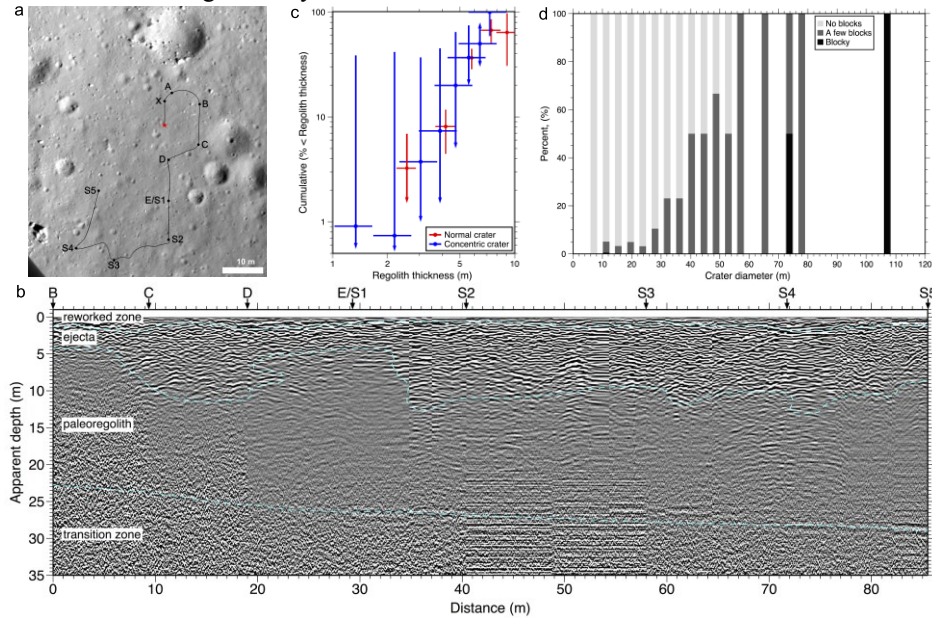 a
A
X
B
C
D
S5
E/S1
S4
S2
S3
10 m
c
Cumulative (% < Regolith thickness)
100
10
1
1
2
5
10
Regolith thickness (m)
Normal crater
Concentric crater
d
Percent, (%)
100
80
60
40
20
0
No blocks
A few blocks
Blocky
0 10 20 30 40 50 60 70 80 90 100 110 120
Crater diameter (m)
b
B C D E/S1 S2 S3 S4 S5
Apparent depth (m)
0
5
10
15
20
25
30
35
reworked zone
ejecta
paleoregolith
transition zone
0 10 20 30 40 50 60 70 80
Distance (m)